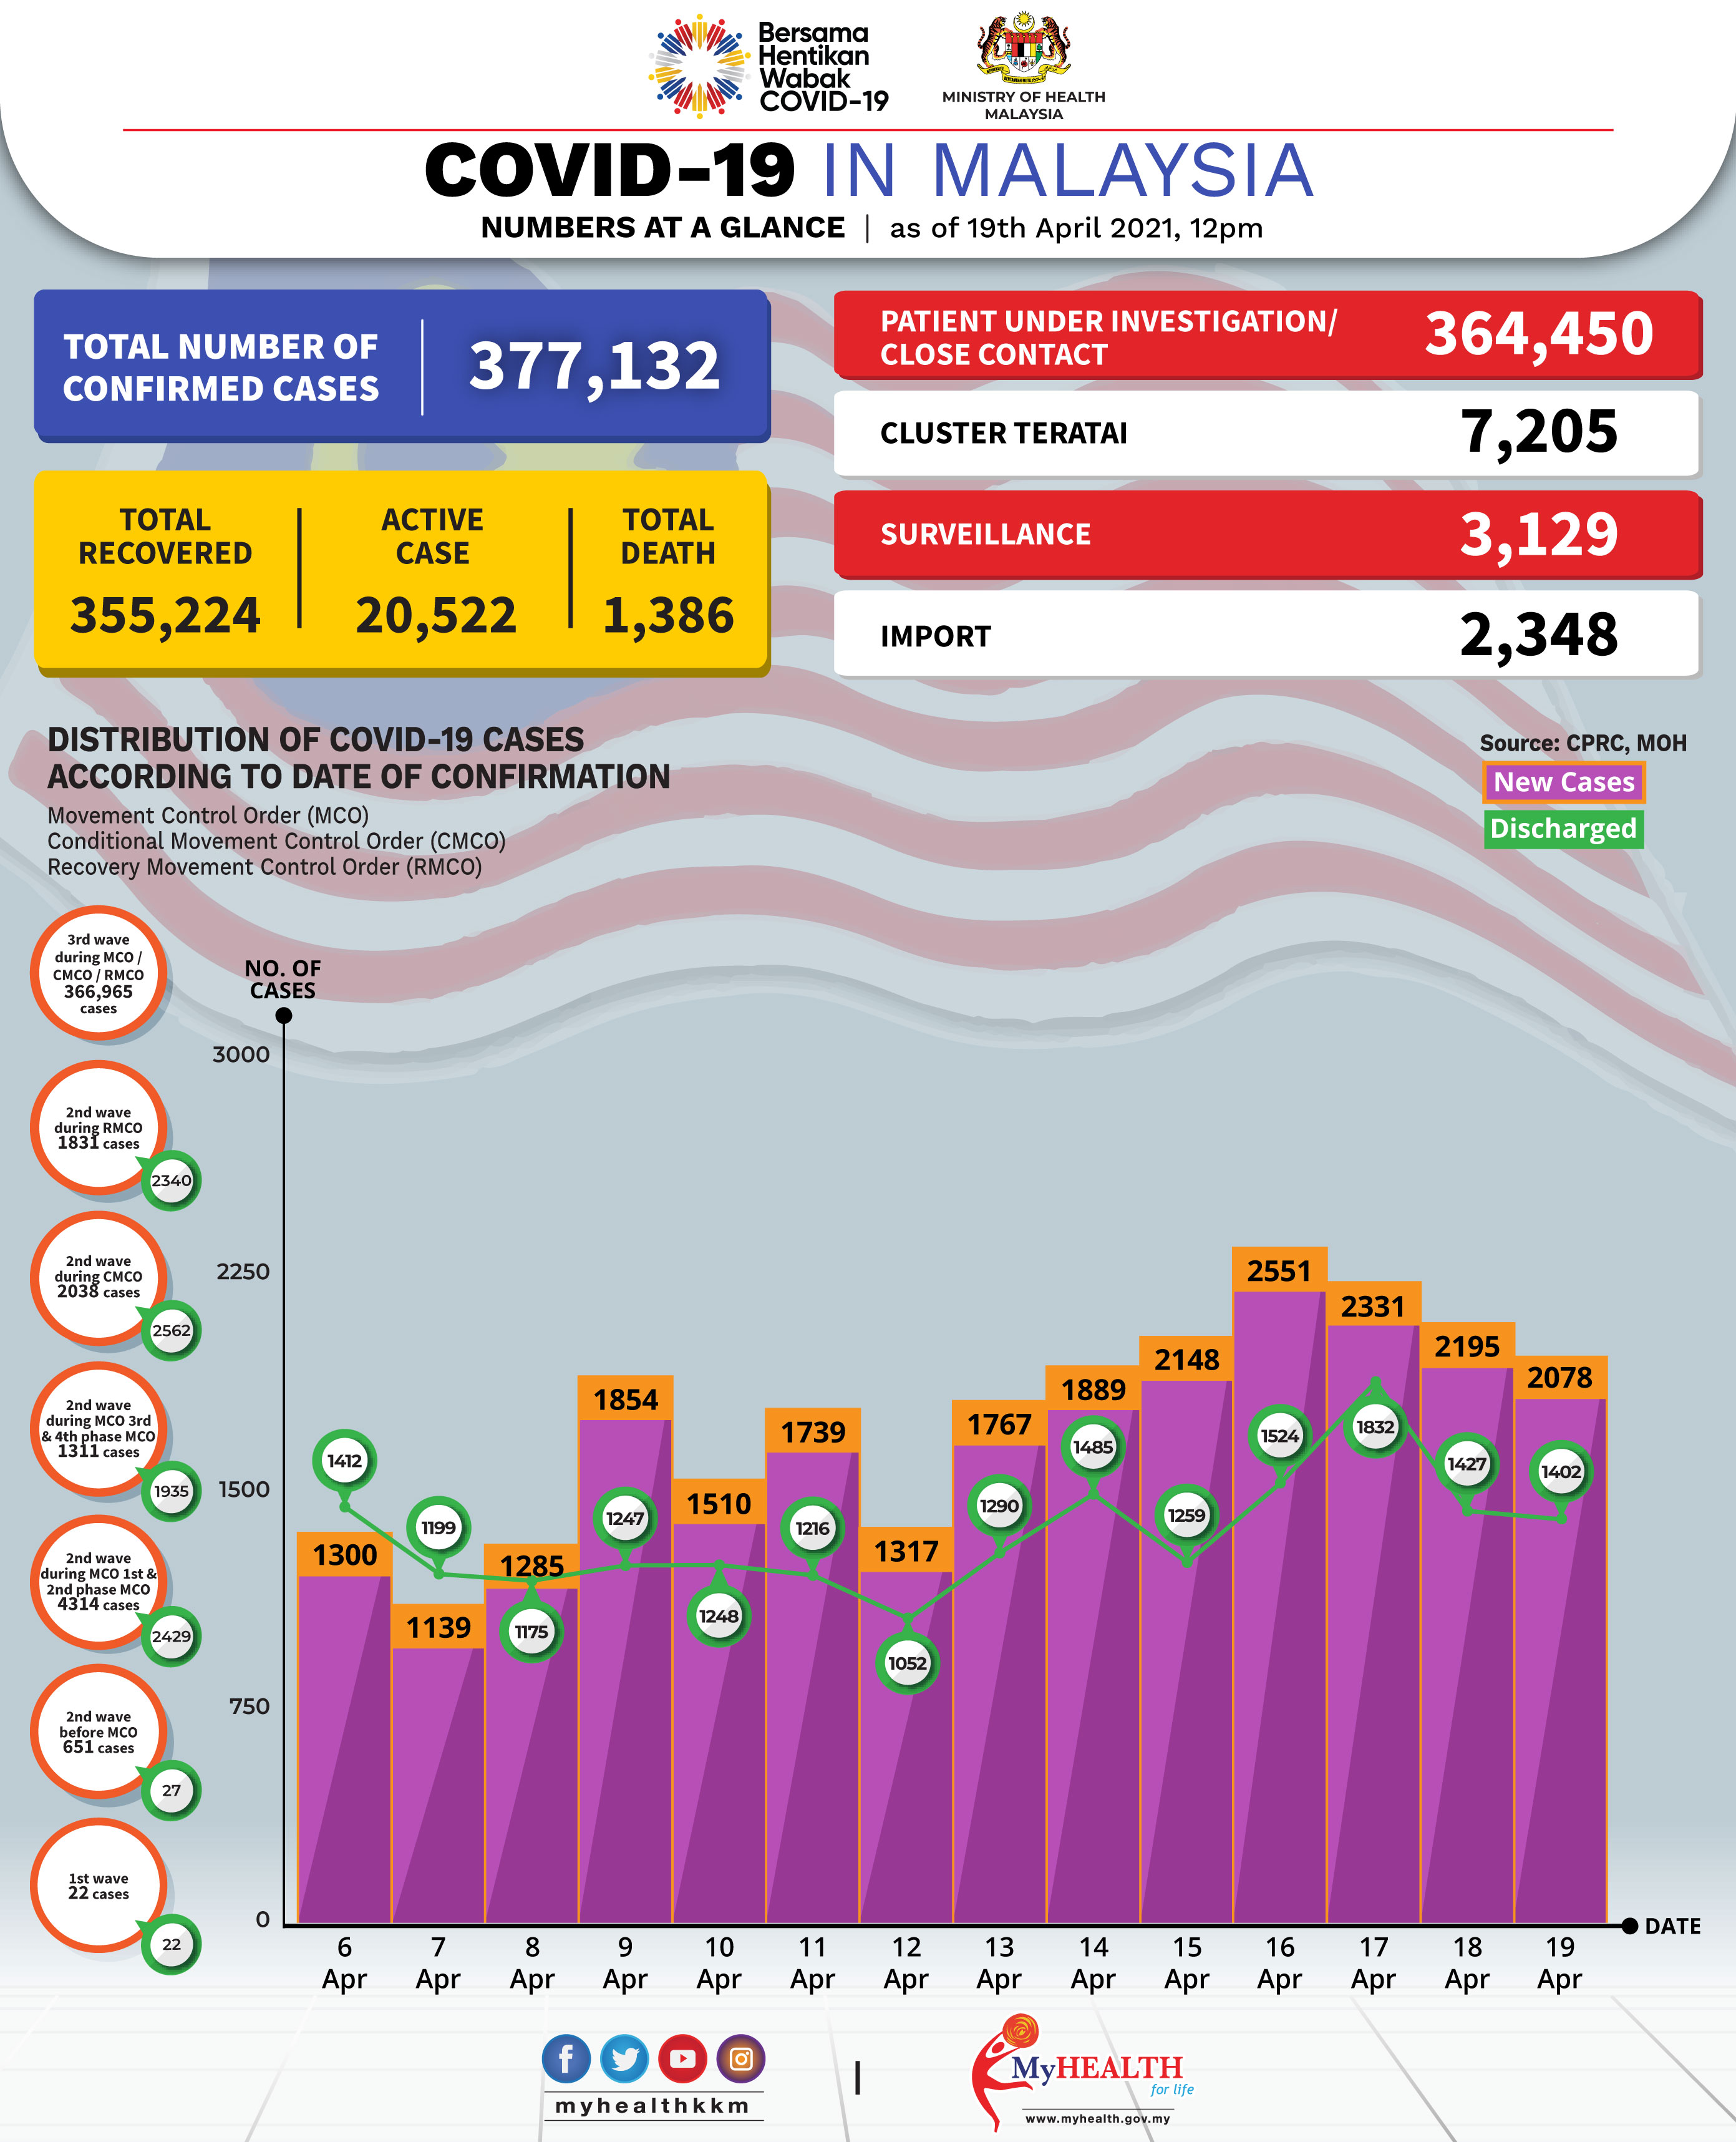 Bersama
Hentikan
Wabak
COVID-19
MINISTRY OF HEALTH
MALAYSIA
COVID-19 IN MALAYSIA
NUMBERS AT A GLANCE | as of 19th April 2021, 12pm
TOTAL NUMBER OF
CONFIRMED CASES
377,132
TOTAL
RECOVERED
355,224
ACTIVE
CASE
20,522
TOTAL
DEATH
1,386
PATIENT UNDER INVESTIGATION/
CLOSE CONTACT
364,450
CLUSTER TERATAI
7,205
SURVEILLANCE
3,129
IMPORT
2,348
DISTRIBUTION OF COVID-19 CASES
ACCORDING TO DATE OF CONFIRMATION
Movement Control Order (MCO)
Conditional Movement Control Order (CMCO)
Recovery Movement Control Order (RMCO)
Source: CPRC, MOH
New Cases
Discharged
3rd wave
during MCO /
CMCO / RMCO
366,965
cases
2nd wave
during RMCO
1831 cases
2340
2nd wave
during CMCO
2038 cases
2562
2nd wave
during MCO 3rd
& 4th phase MCO
1311 cases
1935
2nd wave
during MCO 1st &
2nd phase MCO
4314 cases
2429
2nd wave
before MCO
651 cases
27
1st wave
22 cases
22
NO. OF
CASES
3000
2250
1500
750
0
1300
1139
1285
1854
1510
1739
1317
1767
1889
2148
2551
2331
2195
2078
1412
1199
1175
1247
1248
1216
1052
1290
1485
1259
1524
1832
1427
1402
6 Apr
7 Apr
8 Apr
9 Apr
10 Apr
11 Apr
12 Apr
13 Apr
14 Apr
15 Apr
16 Apr
17 Apr
18 Apr
19 Apr
DATE
myhealthkkm
|
MyHEALTH
for life
www.myhealth.gov.my